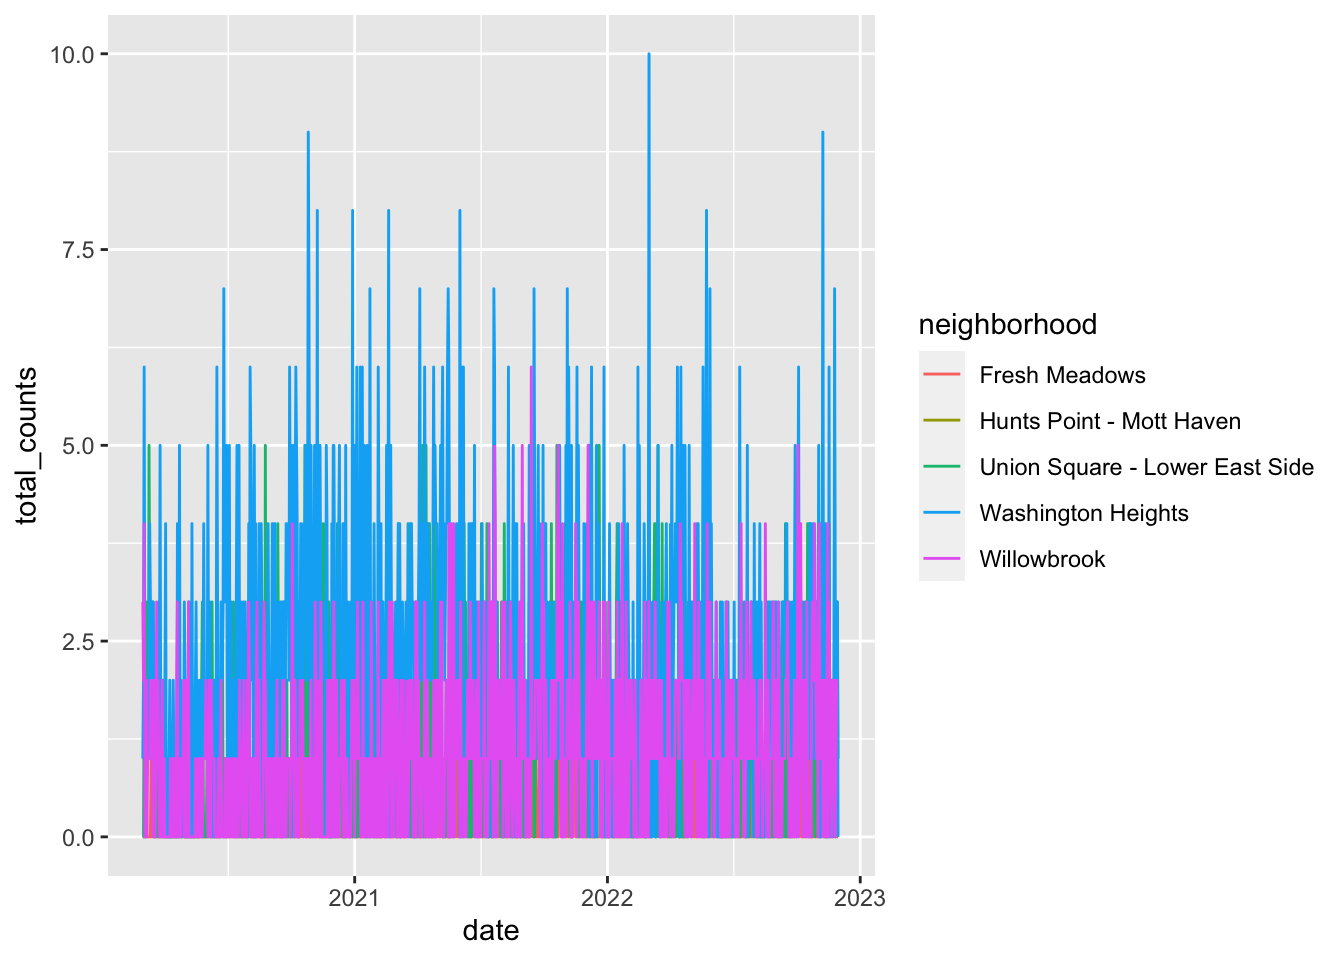 10.0
7.5
5.0
2.5
0.0
total_counts
2021
2022
2023
date
neighborhood
Fresh Meadows
Hunts Point - Mott Haven
Union Square - Lower East Side
Washington Heights
Willowbrook